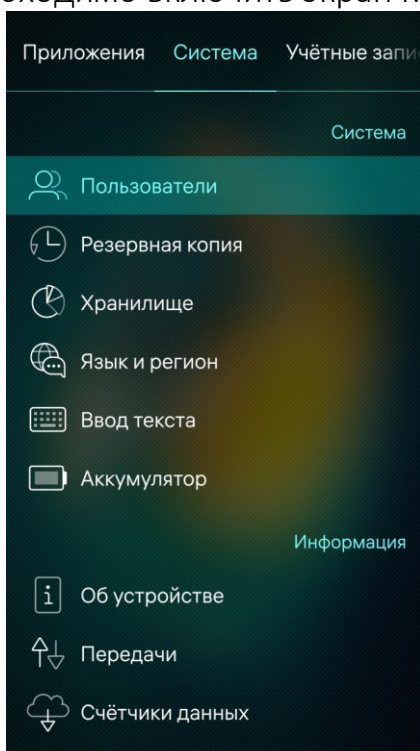 Приложения Система Учётные запи
Система
Пользователи
Резервная копия
Хранилище
Язык и регион
Ввод текста
Аккумулятор
Информация
Об устройстве
Передачи
Счётчики данных